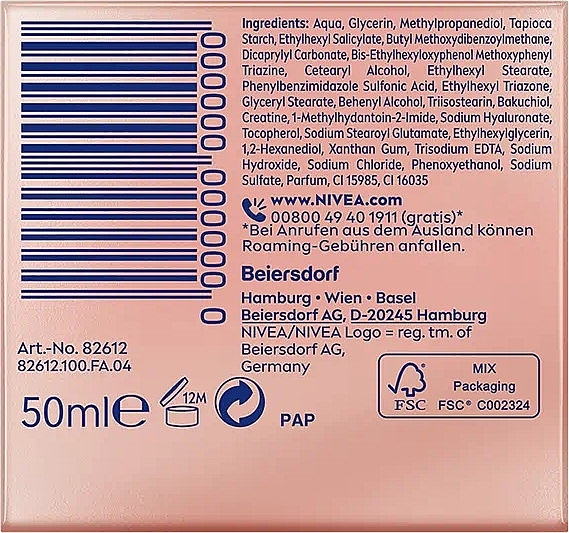 Ingredients: Aqua, Glycerin, Methylpropanediol, Tapioca
Starch, Ethylhexyl Salicylate, Butyl Methoxydibenzoylmethane,
Dicaprylyl Carbonate, Bis-Ethylhexyloxyphenol Methoxyphenyl
Triazine, Cetearyl Alcohol, Ethylhexyl Stearate,
Phenylbenzimidazole Sulfonic Acid, Ethylhexyl Triazone,
Glyceryl Stearate, Behenyl Alcohol, Triisostearin, Bakuchiol,
Creatine, 1-Methylhydantoin-2-Imide, Sodium Hyaluronate,
Tocopherol, Sodium Stearoyl Glutamate, Ethylhexylglycerin,
1,2-Hexanediol, Xanthan Gum, Trisodium EDTA, Sodium
Hydroxide, Sodium Chloride, Phenoxyethanol, Sodium
Sulfate, Parfum, CI 15985, CI 16035
www.NIVEA.com
00800 49 40 1911 (gratis)*
*Bei Anrufen aus dem Ausland können
Roaming-Gebühren anfallen.
Beiersdorf
Hamburg • Wien • Basel
Beiersdorf AG, D-20245 Hamburg
NIVEA/NIVEA Logo = reg. tm. of
Beiersdorf AG,
Germany
0 000000 000000
Art.-No. 82612
82612.100.FA.04
50ml e
12M
PAP
FSC
MIX
Packaging
FSC® C002324